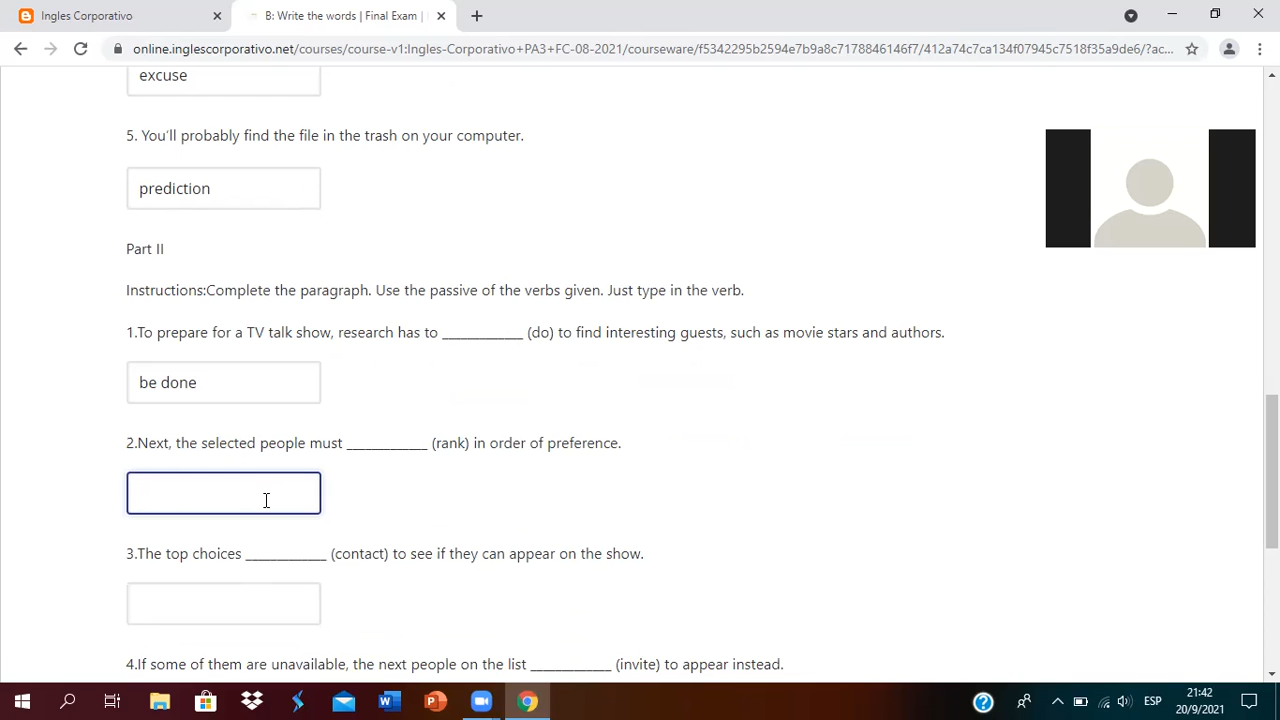 Ingles Corporativo
B: Write the words | Final Exam |
online.inglescorporativo.net/courses/course-v1:Ingles-Corporativo+PA3+FC-08-2021/courseware/f5342295b2594e7b9a8c7178846146f7/412a74c7ca134f07945c7518f35a9de6/?ac...
excuse
5. You'll probably find the file in the trash on your computer.
prediction
Part II
Instructions:Complete the paragraph. Use the passive of the verbs given. Just type in the verb.
1.To prepare for a TV talk show, research has to ____________ (do) to find interesting guests, such as movie stars and authors.
be done
2.Next, the selected people must ____________ (rank) in order of preference.
3.The top choices ____________ (contact) to see if they can appear on the show.
4.If some of them are unavailable, the next people on the list ____________ (invite) to appear instead.
ESP
21:42
20/9/2021